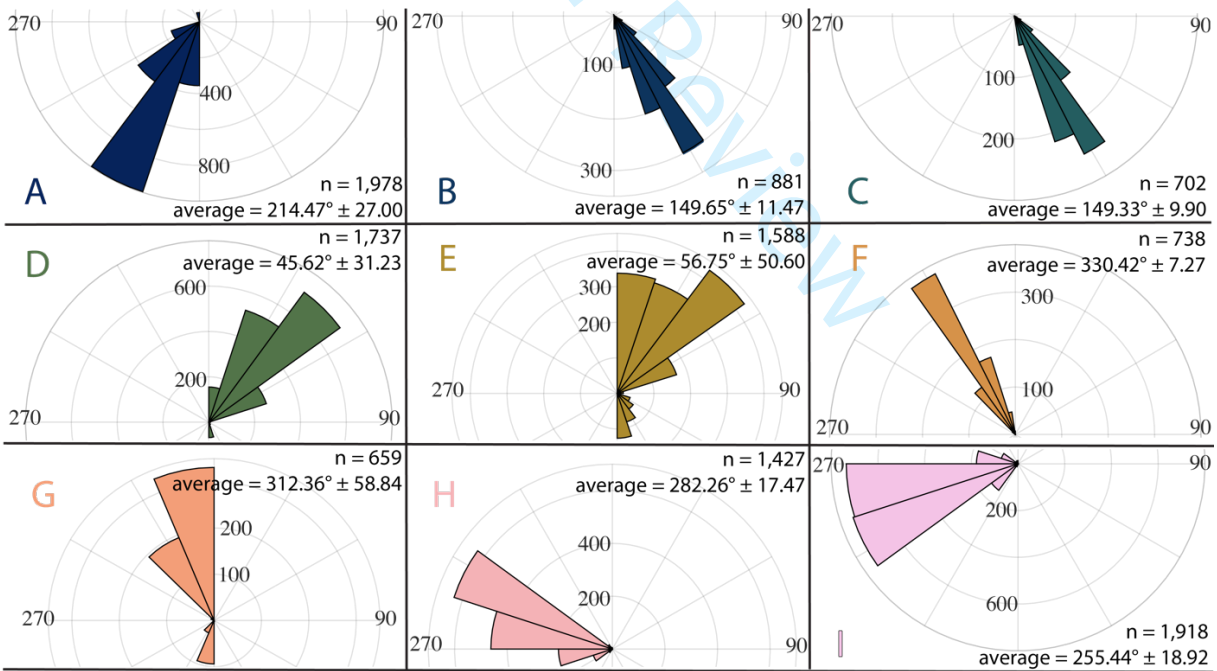 270
90
400
800
A
n = 1,978
average = 214.47° ± 27.00
270
90
100
300
B
n = 881
average = 149.65° ± 11.47
270
90
100
200
C
n = 702
average = 149.33° ± 9.90
D
n = 1,737
average = 45.62° ± 31.23
600
200
270
90
E
n = 1,588
average = 56.75° ± 50.60
300
200
270
90
F
n = 738
average = 330.42° ± 7.27
300
100
270
90
G
n = 659
average = 312.36° ± 58.84
200
100
270
90
H
n = 1,427
average = 282.26° ± 17.47
400
200
270
90
270
90
200
600
I
n = 1,918
average = 255.44° ± 18.92
Review